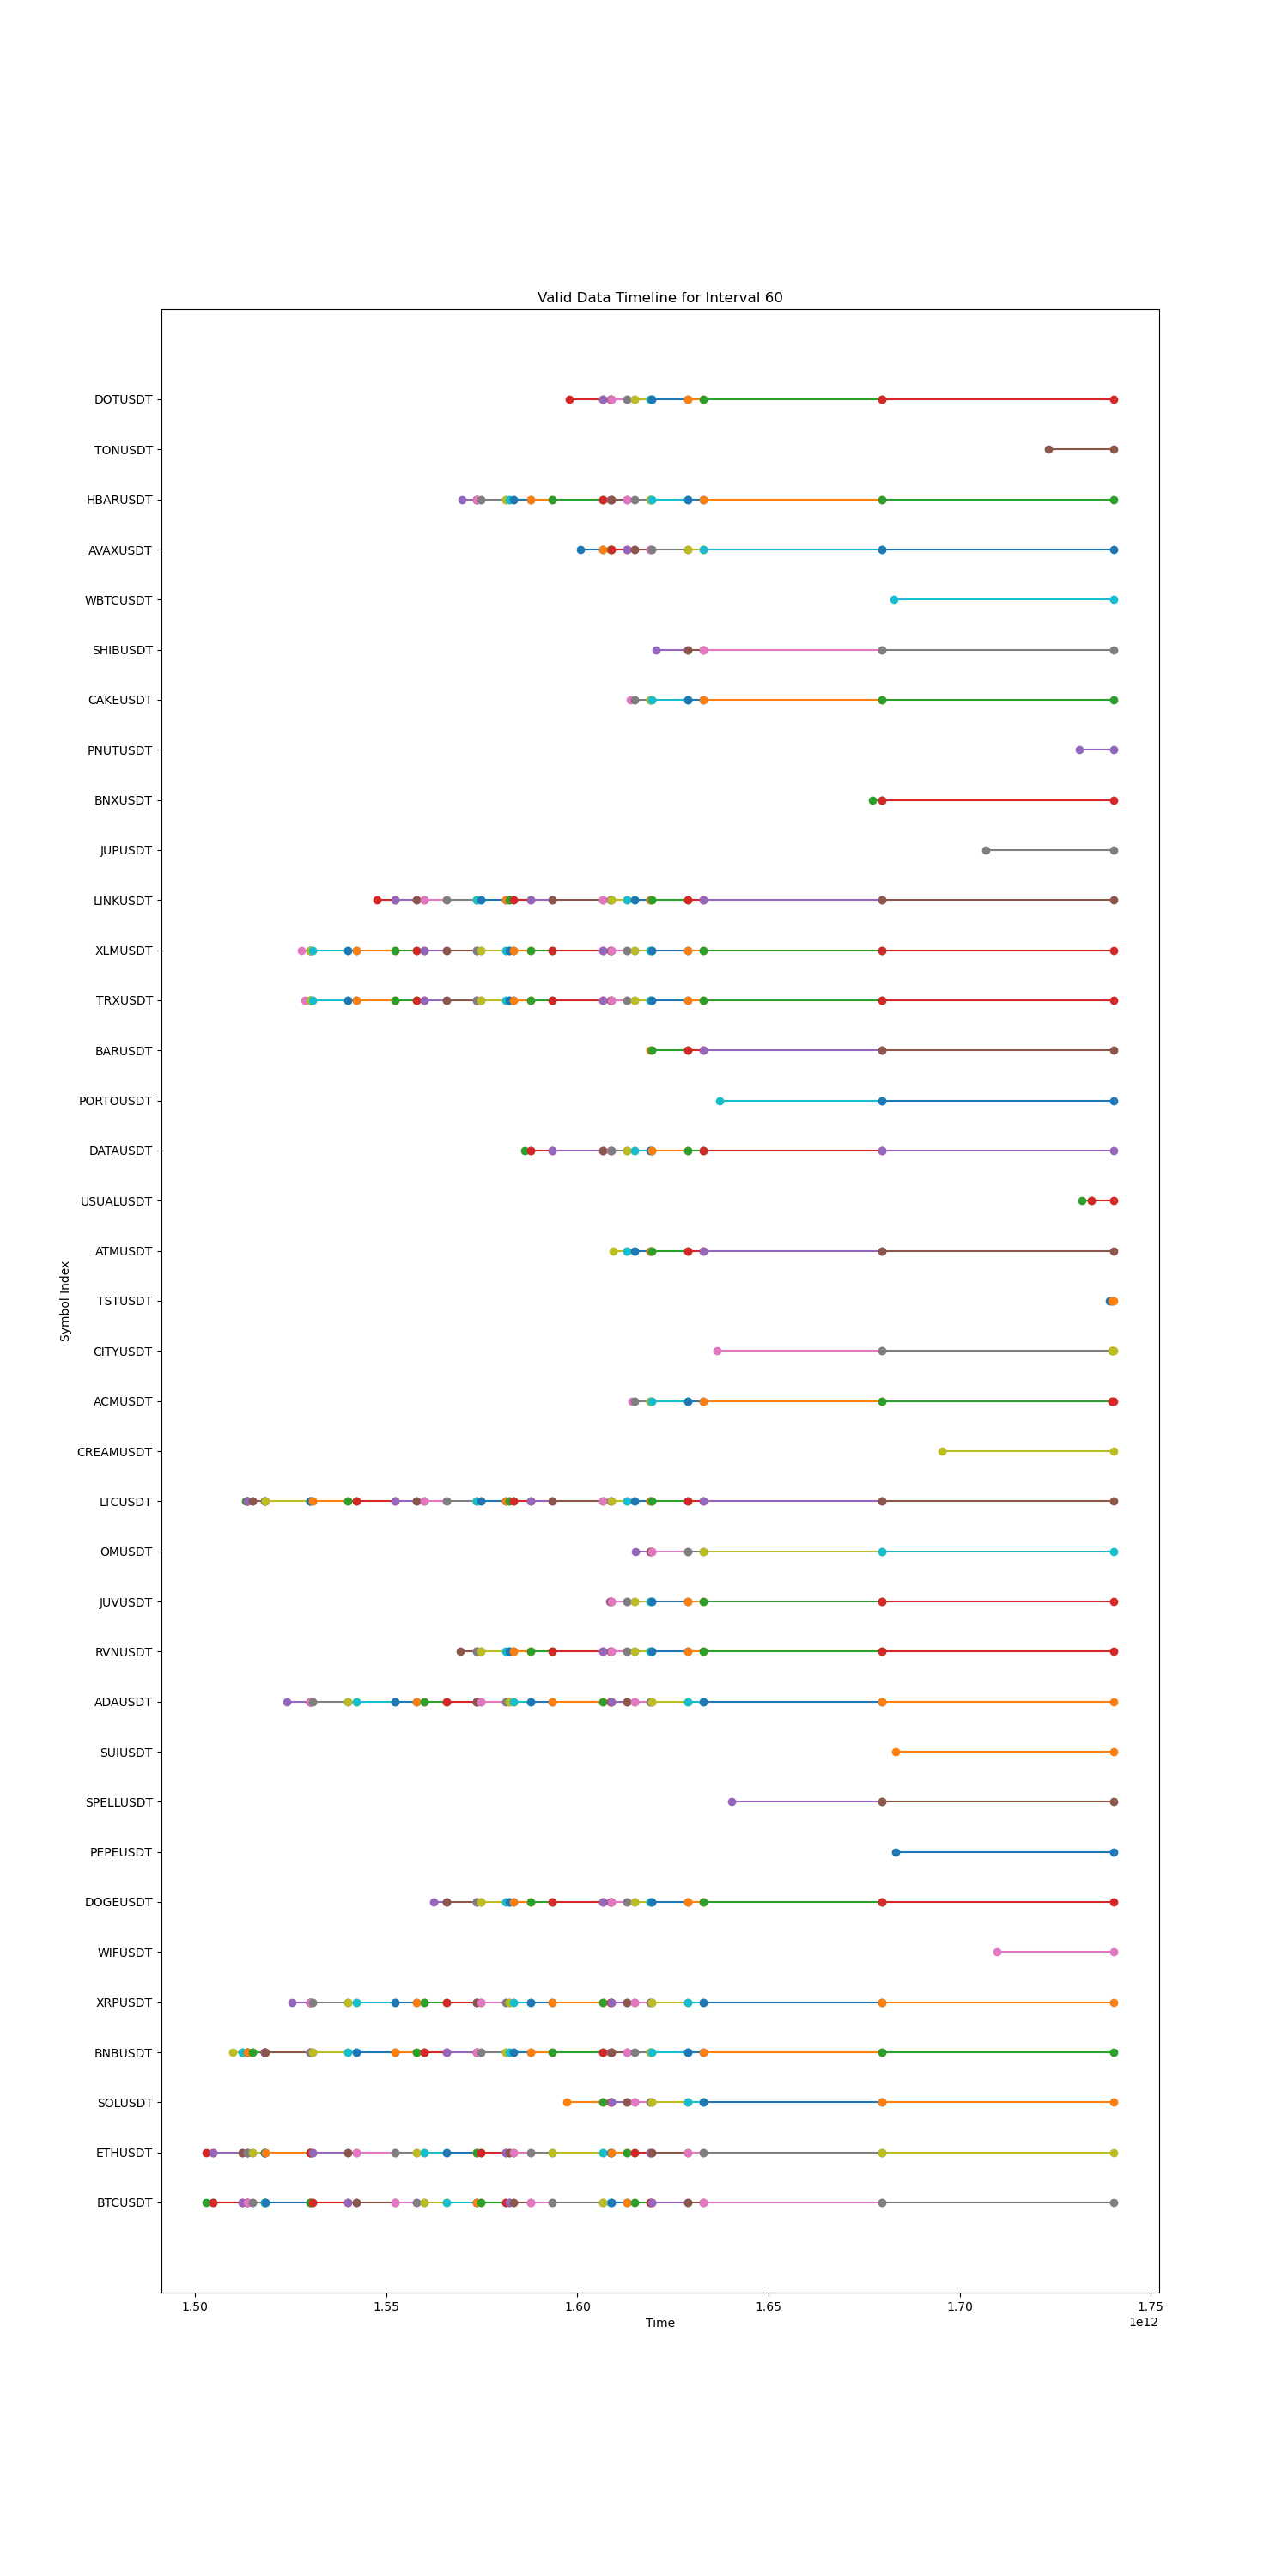 Valid Data Timeline for Interval 60
DOTUSDT
TONUSDT
HBARUSDT
AVAXUSDT
WBTCUSDT
SHIBUSDT
CAKEUSDT
PNUTUSDT
BNXUSDT
JUPUSDT
LINKUSDT
XLMUSDT
TRXUSDT
BARUSDT
PORTOUSDT
DATAUSDT
USUALUSDT
ATMUSDT
TSTUSDT
CITYUSDT
ACMUSDT
CREAMUSDT
LTCUSDT
OMUSDT
JUVUSDT
RVNUSDT
ADAUSDT
SUIUSDT
SPELLUSDT
PEPEUSDT
DOGEUSDT
WIFUSDT
XRPUSDT
BNBUSDT
SOLUSDT
ETHUSDT
BTCUSDT
Symbol Index
1.50 1.55 1.60 1.65 1.70 1.75
1e12
Time